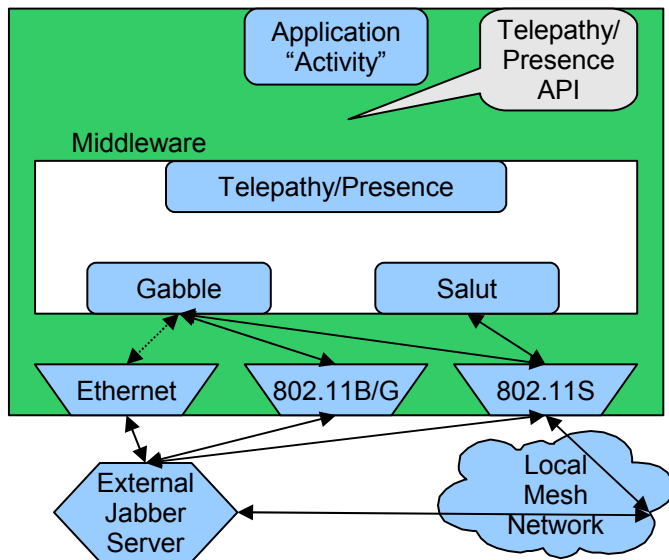 Application
“Activity”
Telepathy/
Presence
API
Middleware
Telepathy/Presence
Gabble
Salut
Ethernet
802.11B/G
802.11S
External
Jabber
Server
Local
Mesh
Network